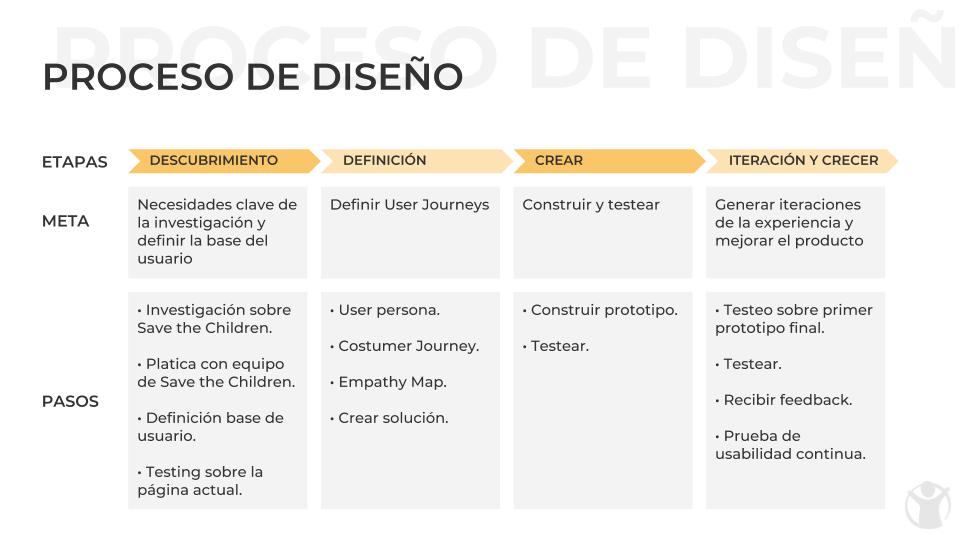 PROCESO DE DISEÑ
PROCESO DE DISEÑO
ETAPAS
DESCUBRIMIENTO
DEFINICIÓN
CREAR
ITERACIÓN Y CRECER
META
Necesidades clave de
la investigación y
definir la base del
usuario
Definir User Journeys
Construir y testear
Generar iteraciones
de la experiencia y
mejorar el producto
PASOS
• Investigación sobre
Save the Children.
• Platica con equipo
de Save the Children.
• Definición base de
usuario.
• Testing sobre la
página actual.
• User persona.
• Costumer Journey.
• Empathy Map.
• Crear solución.
• Construir prototipo.
• Testear.
• Testeo sobre primer
prototipo final.
• Testear.
• Recibir feedback.
• Prueba de
usabilidad continua.